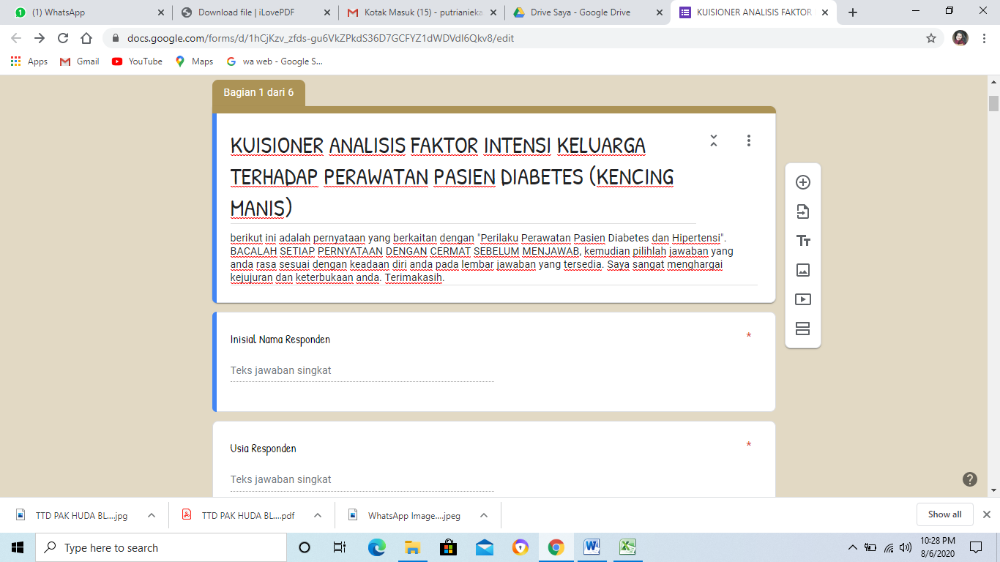 (1) WhatsApp
Download file | iLovePDF
Kotak Masuk (15) - putrianieka
Drive Saya - Google Drive
KUISIONER ANALISIS FAKTOR
docs.google.com/forms/d/1hCjKzv_zfds-gu6VkZPkdS36D7GCFYZ1dWDVdI6Qkv8/edit
Apps
Gmail
YouTube
Maps
wa web - Google S...
Bagian 1 dari 6
KUISIONER ANALISIS FAKTOR INTENSI KELUARGA
TERHADAP PERAWATAN PASIEN DIABETES (KENCING
MANIS)
berikut ini adalah pernyataan yang berkaitan dengan "Perilaku Perawatan Pasien Diabetes dan Hipertensi".
BACALAH SETIAP PERNYATAAN DENGAN CERMAT SEBELUM MENJAWAB, kemudian pilihlah jawaban yang
anda rasa sesuai dengan keadaan diri anda pada lembar jawaban yang tersedia. Saya sangat menghargai
kejujuran dan keterbukaan anda. Terimakasih.
Inisial Nama Responden *
Teks jawaban singkat
Usia Responden *
Teks jawaban singkat
TTD PAK HUDA BL....jpg
TTD PAK HUDA BL....pdf
WhatsApp Image....jpeg
Show all
Type here to search
10:28 PM
8/6/2020